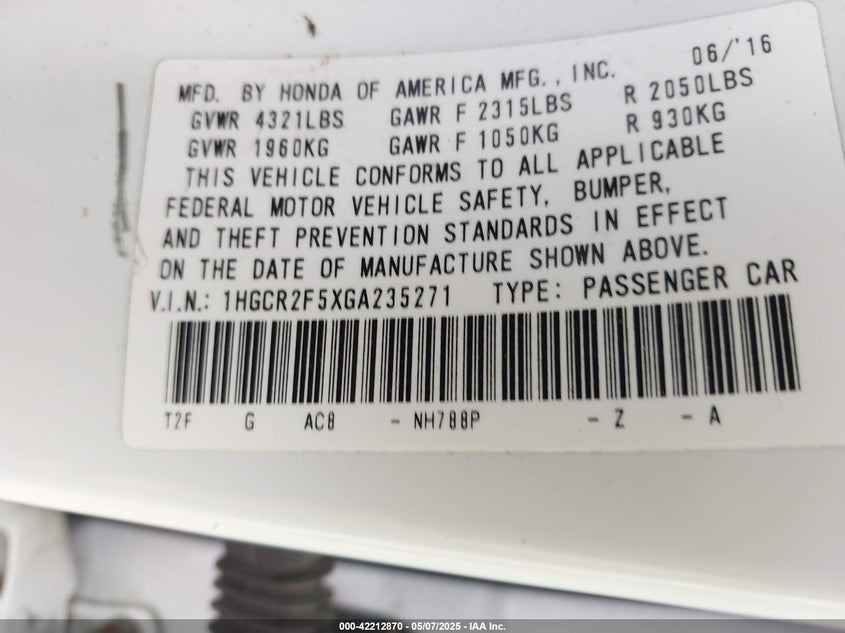 06/'16
MFD. BY HONDA OF AMERICA MFG., INC.
GVWR 4321LBS GAWR F 2315LBS R 2050LBS
GVWR 1960KG GAWR F 1050KG R 930KG
THIS VEHICLE CONFORMS TO ALL APPLICABLE
FEDERAL MOTOR VEHICLE SAFETY, BUMPER,
AND THEFT PREVENTION STANDARDS IN EFFECT
ON THE DATE OF MANUFACTURE SHOWN ABOVE.
V.I.N.: 1HGCR2F5XGA235271 TYPE: PASSENGER CAR
T2F G AC8 - NH788P - Z - A
000-42212870 - 05/07/2025 - IAA Inc.